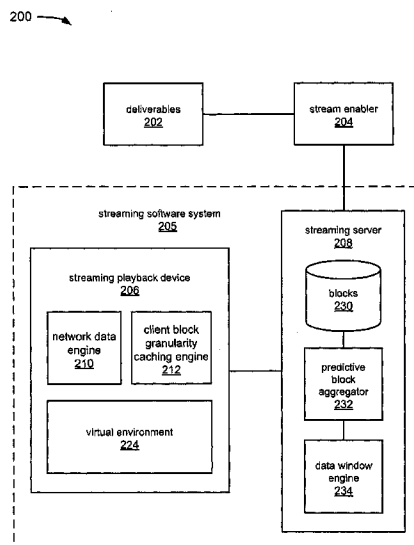 200
deliverables
202
stream enabler
204
streaming software system
205
streaming server
208
streaming playback device
206
blocks
230
network data
engine
210
client block
granularity
caching engine
212
predictive
block
aggregator
232
virtual environment
224
data window
engine
234